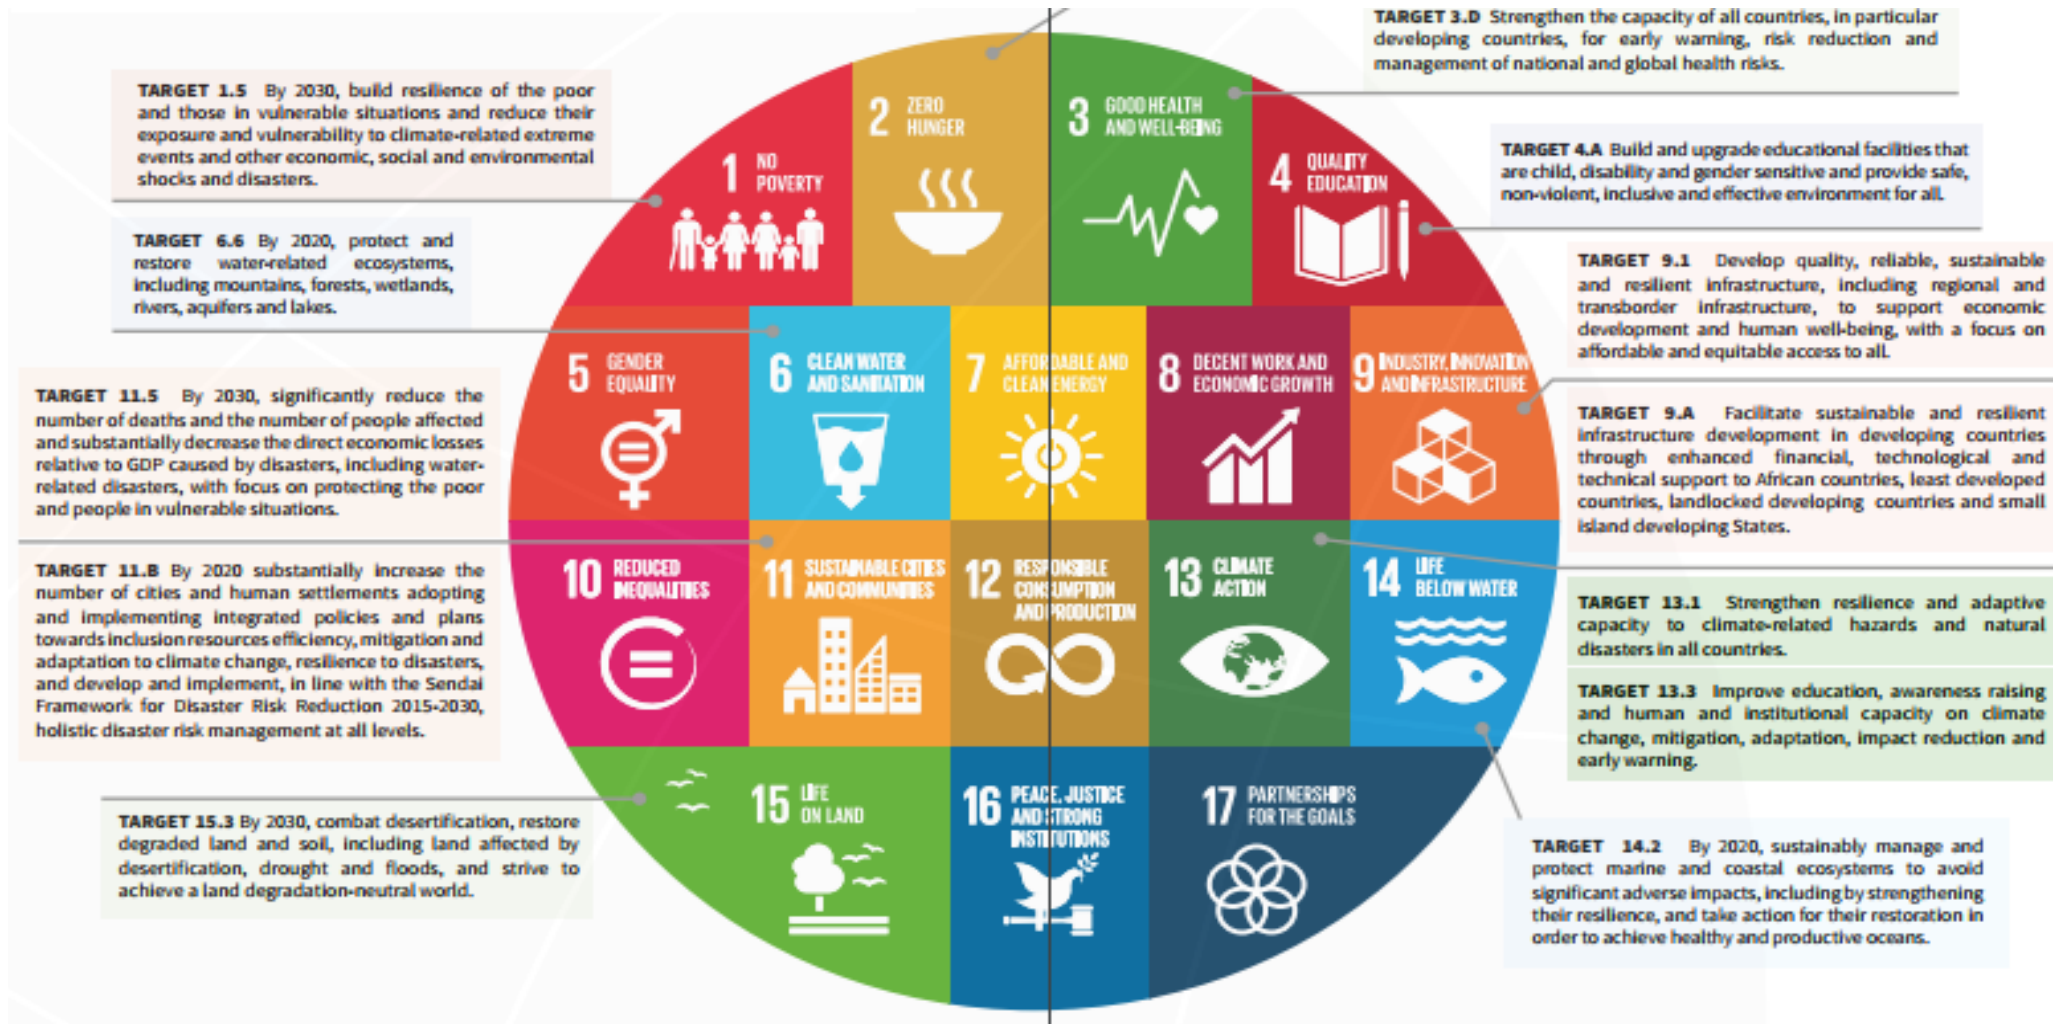 TARGET 1.5 By 2030, build resilience of the poor
and those in vulnerable situations and reduce their
exposure and vulnerability to climate-related extreme
events and other economic, social and environmental
shocks and disasters.
TARGET 6.6 By 2020, protect and
restore water-related ecosystems,
including mountains, forests, wetlands,
rivers, aquifers and lakes.
TARGET 11.5 By 2030, significantly reduce the
number of deaths and the number of people affected
and substantially decrease the direct economic losses
relative to GDP caused by disasters, including water-
related disasters, with focus on protecting the poor
and people in vulnerable situations.
TARGET 11.B By 2020 substantially increase the
number of cities and human settlements adopting
and implementing integrated policies and plans
towards inclusion resources efficiency, mitigation and
adaptation to climate change, resilience to disasters,
and develop and implement, in line with the Sendai
Framework for Disaster Risk Reduction 2015-2030,
holistic disaster risk management at all levels.
TARGET 15.3 By 2030, combat desertification, restore
degraded land and soil, including land affected by
desertification, drought and floods, and strive to
achieve a land degradation-neutral world.
1 NO
POVERTY
2 ZERO
HUNGER
3 GOOD HEALTH
AND WELL-BEING
4 QUALITY
EDUCATION
5 GENDER
EQUALITY
6 CLEAN WATER
AND SANITATION
7 AFFORDABLE AND
CLEAN ENERGY
8 DECENT WORK AND
ECONOMIC GROWTH
9 INDUSTRY, INNOVATION
AND INFRASTRUCTURE
10 REDUCED
INEQUALITIES
11 SUSTAINABLE CITIES
AND COMMUNITIES
12 RESPONSIBLE
CONSUMPTION
AND PRODUCTION
13 CLIMATE
ACTION
14 LIFE
BELOW WATER
15 LIFE
ON LAND
16 PEACE, JUSTICE
AND STRONG
INSTITUTIONS
17 PARTNERSHIPS
FOR THE GOALS
TARGET 3.D Strengthen the capacity of all countries, in particular
developing countries, for early warning, risk reduction and
management of national and global health risks.
TARGET 4.A Build and upgrade educational facilities that
are child, disability and gender sensitive and provide safe,
non-violent, inclusive and effective environment for all.
TARGET 9.1 Develop quality, reliable, sustainable
and resilient infrastructure, including regional and
transborder infrastructure, to support economic
development and human well-being, with a focus on
affordable and equitable access to all.
TARGET 9.A Facilitate sustainable and resilient
infrastructure development in developing countries
through enhanced financial, technological and
technical support to African countries, least developed
countries, landlocked developing countries and small
island developing States.
TARGET 13.1 Strengthen resilience and adaptive
capacity to climate-related hazards and natural
disasters in all countries.
TARGET 13.3 Improve education, awareness raising
and human and institutional capacity on climate
change, mitigation, adaptation, impact reduction and
early warning.
TARGET 14.2 By 2020, sustainably manage and
protect marine and coastal ecosystems to avoid
significant adverse impacts, including by strengthening
their resilience, and take action for their restoration in
order to achieve healthy and productive oceans.